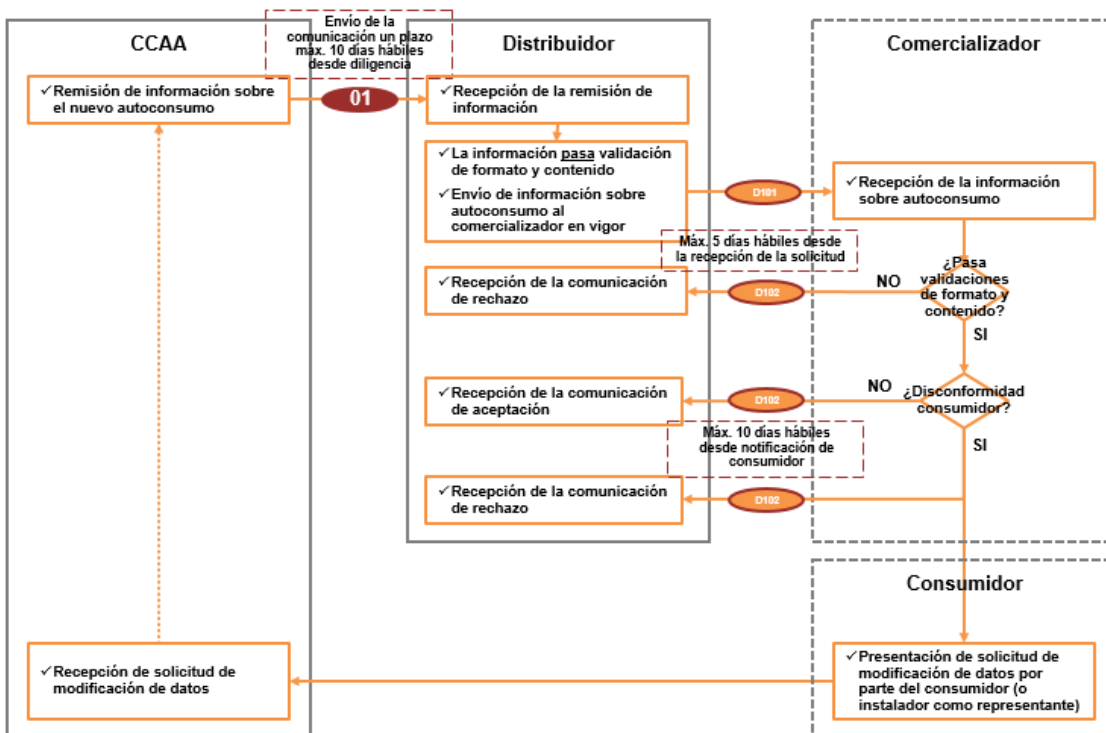 CCAA
Envío de la
comunicación un plazo
máx. 10 días hábiles
desde diligencia
Distribuidor
Comercializador
✓Remisión de información sobre
el nuevo autoconsumo
01
✓Recepción de la remisión de
información
✓La información pasa validación
de formato y contenido
✓Envío de información sobre
autoconsumo al
comercializador en vigor
D101
✓Recepción de la información
sobre autoconsumo
Máx. 5 días hábiles desde
la recepción de la solicitud
¿Pasa
validaciones
de formato y
contenido?
NO
SI
D102
✓Recepción de la comunicación
de rechazo
¿Disconformidad
consumidor?
NO
SI
D102
✓Recepción de la comunicación
de aceptación
Máx. 10 días hábiles
desde notificación de
consumidor
D102
✓Recepción de la comunicación
de rechazo
Consumidor
✓Recepción de solicitud de
modificación de datos
✓Presentación de solicitud de
modificación de datos por
parte del consumidor (o
instalador como representante)